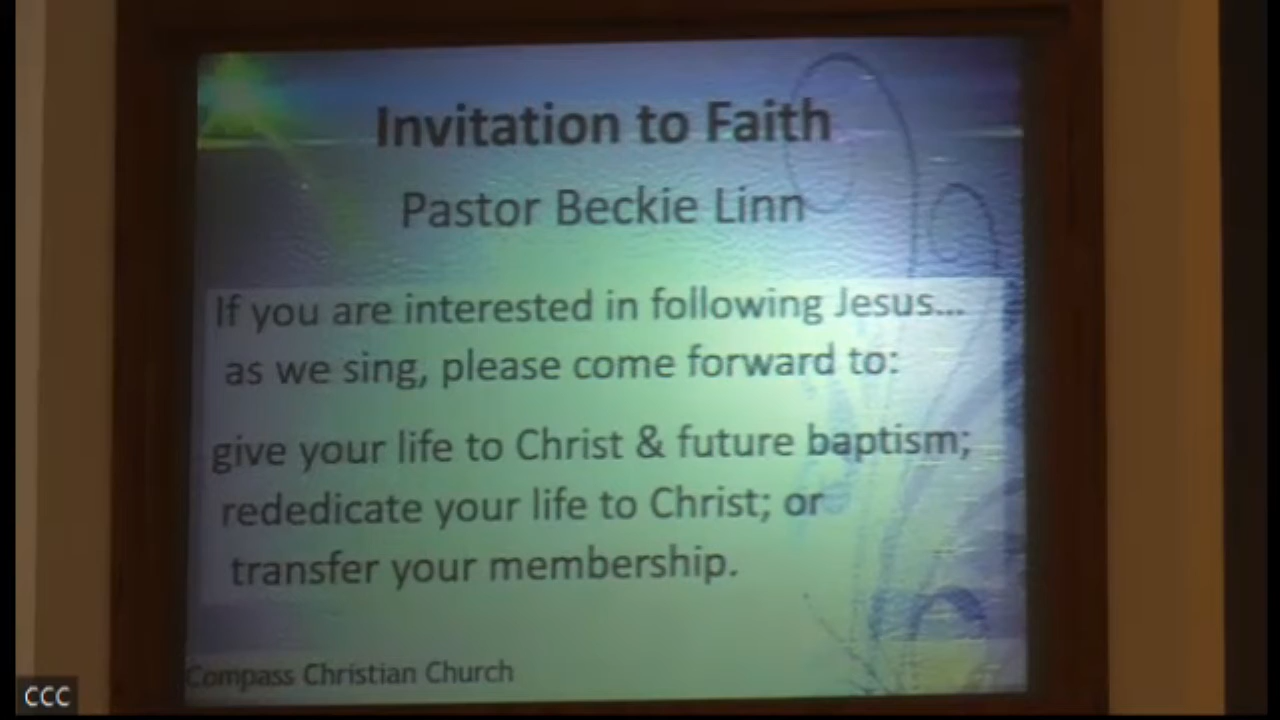 Invitation to Faith
Pastor Beckie Linn
If you are interested in following Jesus...
as we sing, please come forward to:
give your life to Christ & future baptism;
rededicate your life to Christ; or
transfer your membership.
Compass Christian Church
CCC